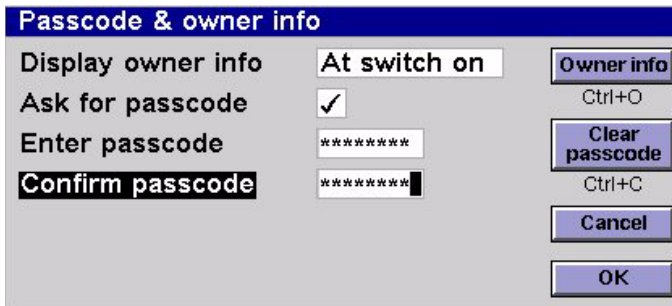 Passcode & owner info
Display owner info At switch on
Ask for passcode
Enter passcode ********
Confirm passcode ********
Owner info
Ctrl+O
Clear
passcode
Ctrl+C
Cancel
OK